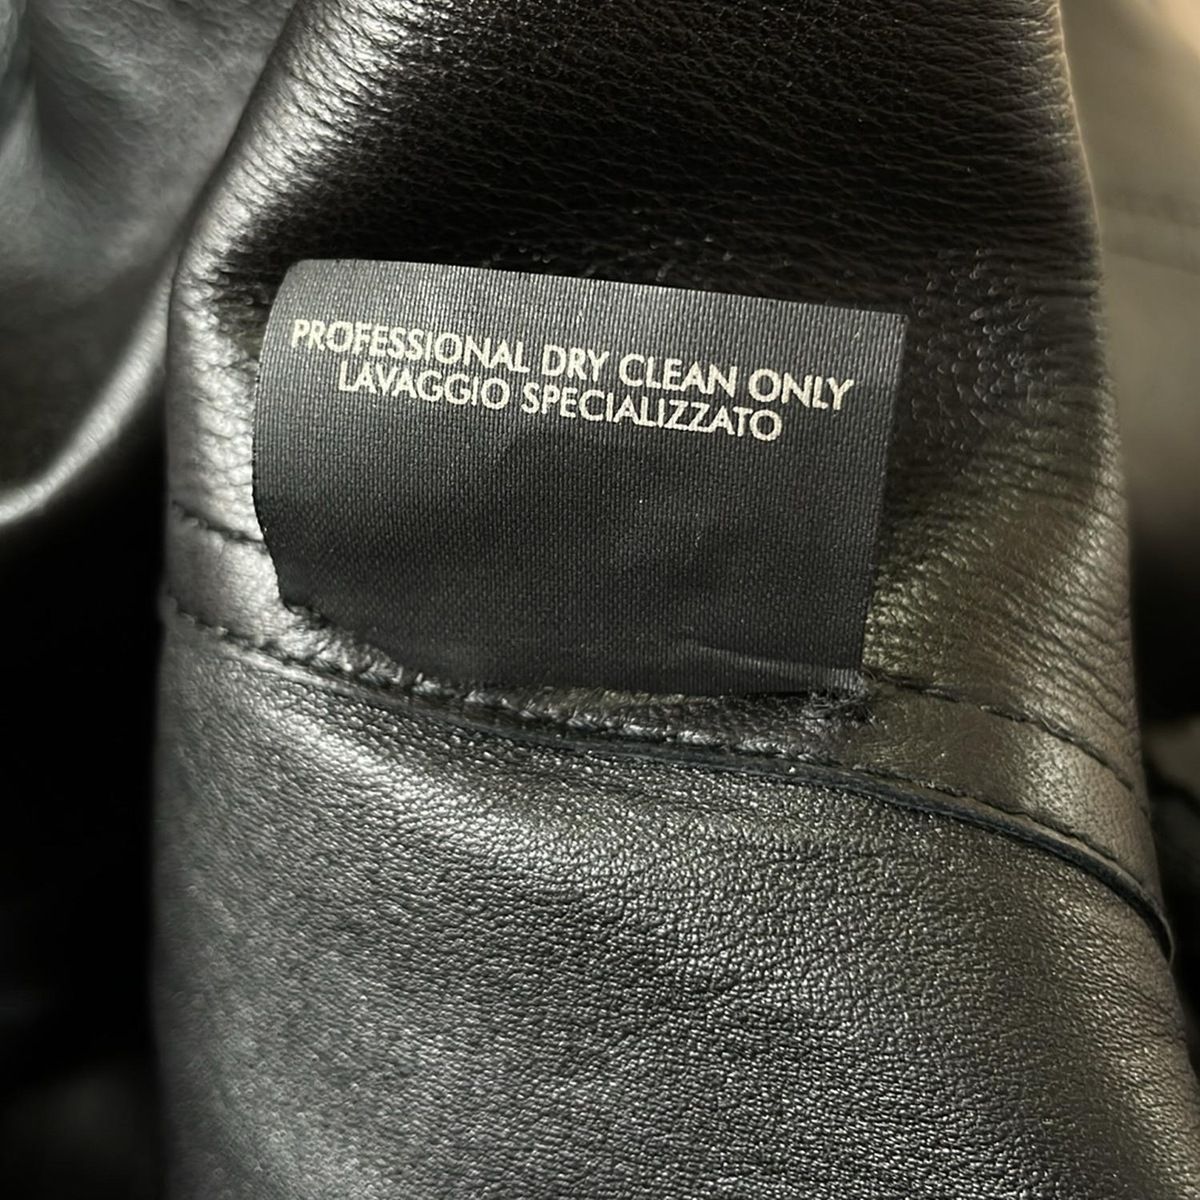 PROFESSIONAL DRY CLEAN ONLY
LAVAGGIO SPECIALIZZATO